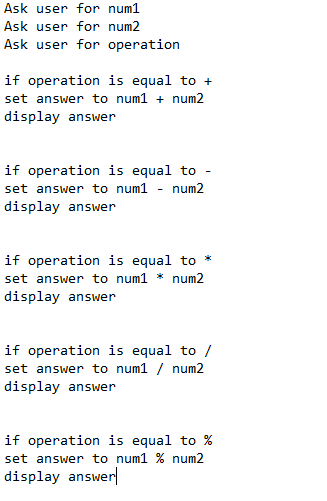 Ask user for num1
Ask user for num2
Ask user for operation
if operation is equal to +
set answer to num1 + num2
display answer
if operation is equal to -
set answer to num1 - num2
display answer
if operation is equal to *
set answer to num1 * num2
display answer
if operation is equal to /
set answer to num1 / num2
display answer
if operation is equal to %
set answer to num1 % num2
display answer